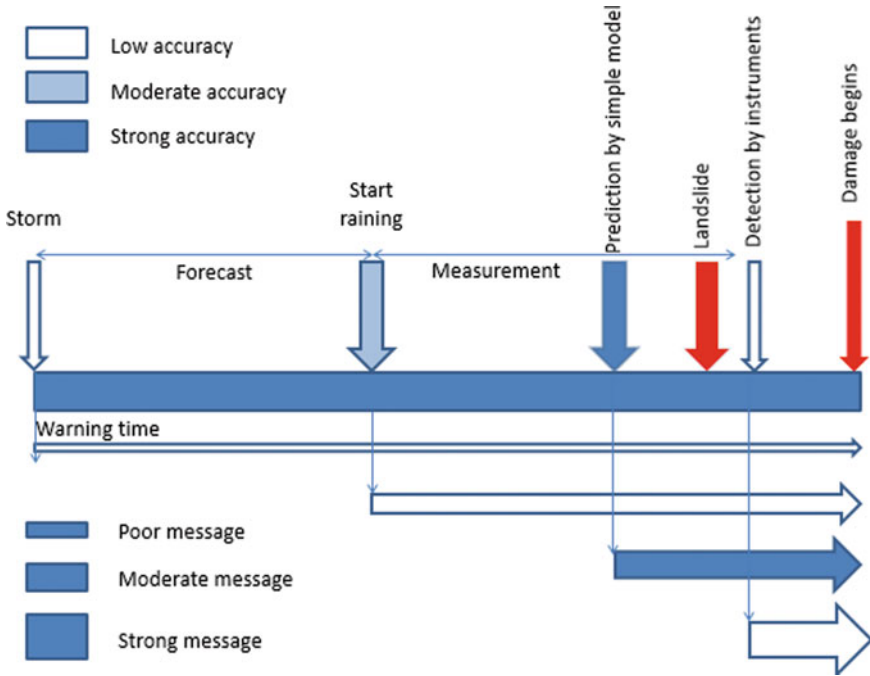 Low accuracy
Moderate accuracy
Strong accuracy
Storm
Start
raining
Prediction by simple model
Landslide
Detection by instruments
Damage begins
Forecast
Measurement
Warning time
Poor message
Moderate message
Strong message